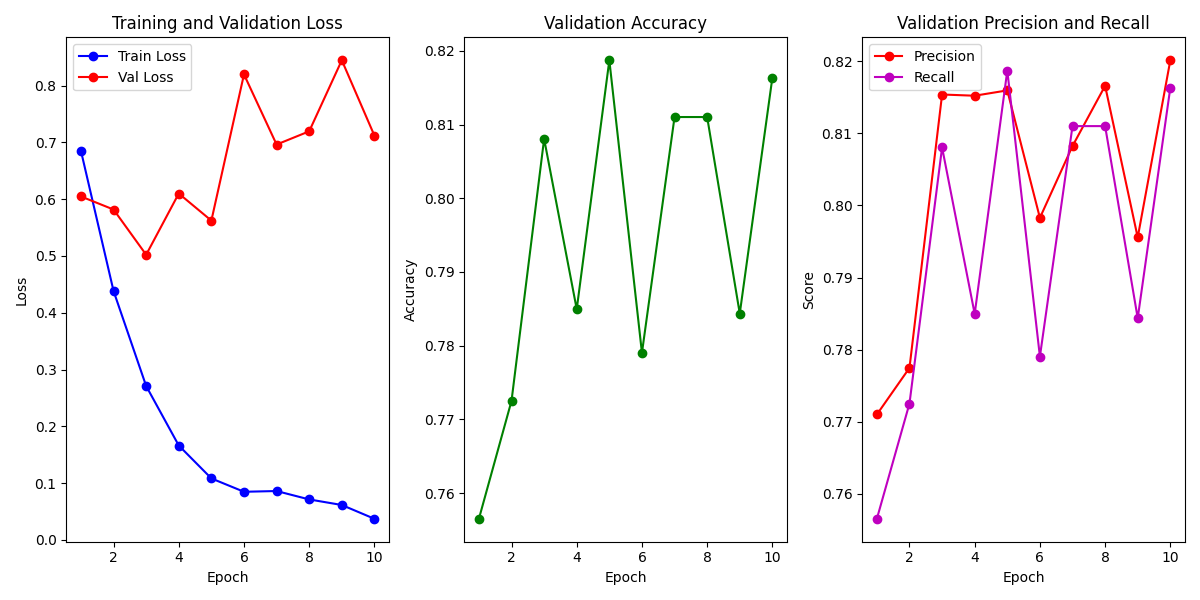 Training and Validation Loss
Train Loss
Val Loss
0.8
0.7
0.6
0.5
0.4
0.3
0.2
0.1
0.0
Loss
2 4 6 8 10
Epoch
Validation Accuracy
0.82
0.81
0.80
0.79
0.78
0.77
0.76
Accuracy
2 4 6 8 10
Epoch
Validation Precision and Recall
Precision
Recall
0.82
0.81
0.80
0.79
0.78
0.77
0.76
Score
2 4 6 8 10
Epoch